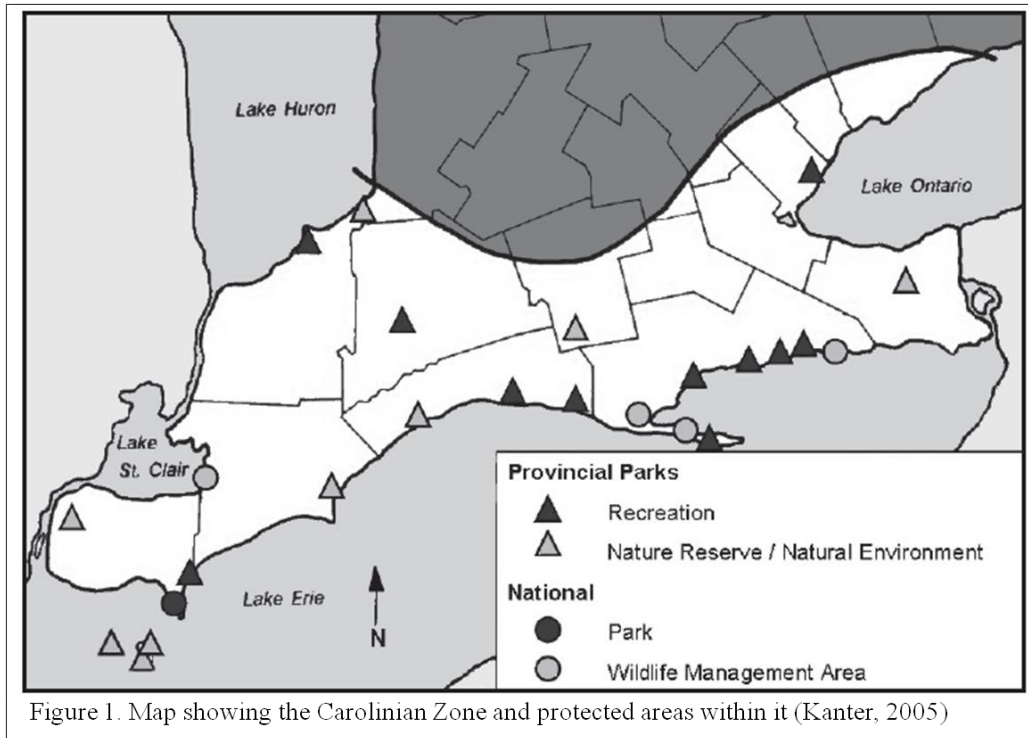 Lake Huron
Lake Ontario
Lake
St. Clair
Lake Erie
N
Provincial Parks
Recreation
Nature Reserve / Natural Environment
National
Park
Wildlife Management Area
Figure 1. Map showing the Carolinian Zone and protected areas within it (Kanter, 2005)